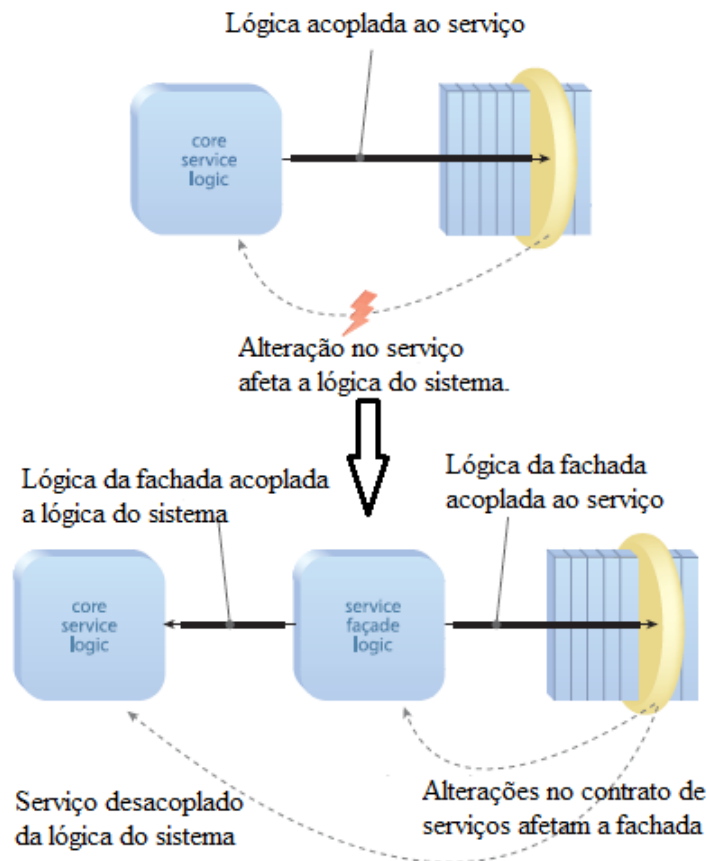 Lógica acoplada ao serviço
core
service
logic
Alteração no serviço
afeta a lógica do sistema.
Lógica da fachada acoplada
a lógica do sistema
Lógica da fachada
acoplada ao serviço
core
service
logic
service
façade
logic
Serviço desacoplado
da lógica do sistema
Alterações no contrato de
serviços afetam a fachada